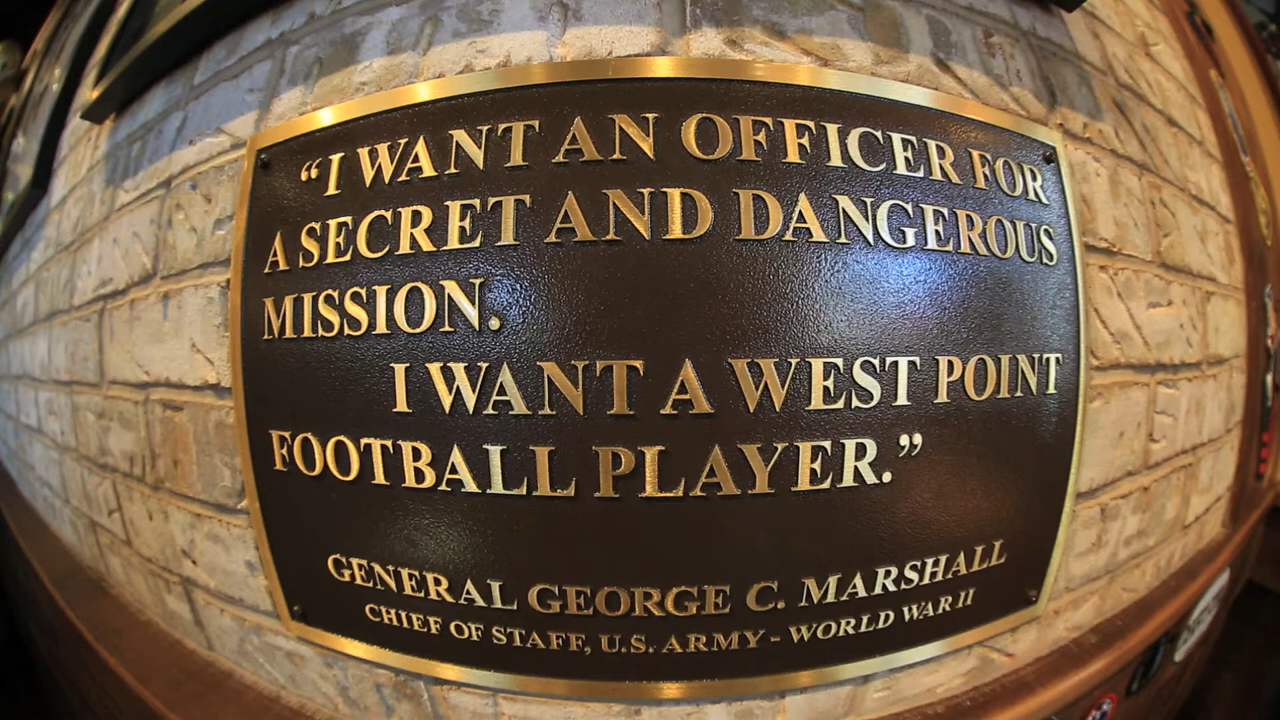 “I WANT AN OFFICER FOR
A SECRET AND DANGEROUS
MISSION.
I WANT A WEST POINT
FOOTBALL PLAYER.”
GENERAL GEORGE C. MARSHALL
CHIEF OF STAFF, U.S. ARMY - WORLD WAR II